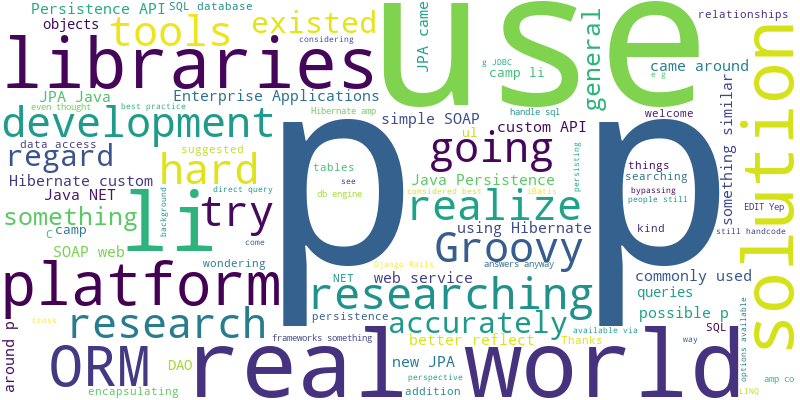 Persistence API
SQL database
objects
tools
existed
considering
use
JPA came
g JDBC
camp li
general
relationships
came around
e g
libraries
JPA Java
Enterprise Applications
even thought
best practice
Hibernate amp
simple SOAP
handle sql
welcome
custom API
ul
development
data access
regard
suggested
hard
p p
tables
see
db engine
going
persisting
things
searching
bypassing
people still
something similar
solution
Hibernate custom
Java NET
direct query
Java Persistence
considered best
iBatis
EDIT Yep
something
c
camp
li
background
try
realize
kind
still handcode
SOAP web
using Hibernate
Groovy
come
wondering
Django Rails
answers anyway
platform
NET
web service
commonly used
researching
queries
persistence
possible p
options available
around p
cross
research
accurately
available via
SQL
frameworks something
better reflect
Thanks
way
ORM
DAO
real world
new JPA
perspective
addition
encapsulating
LINQ
amp co